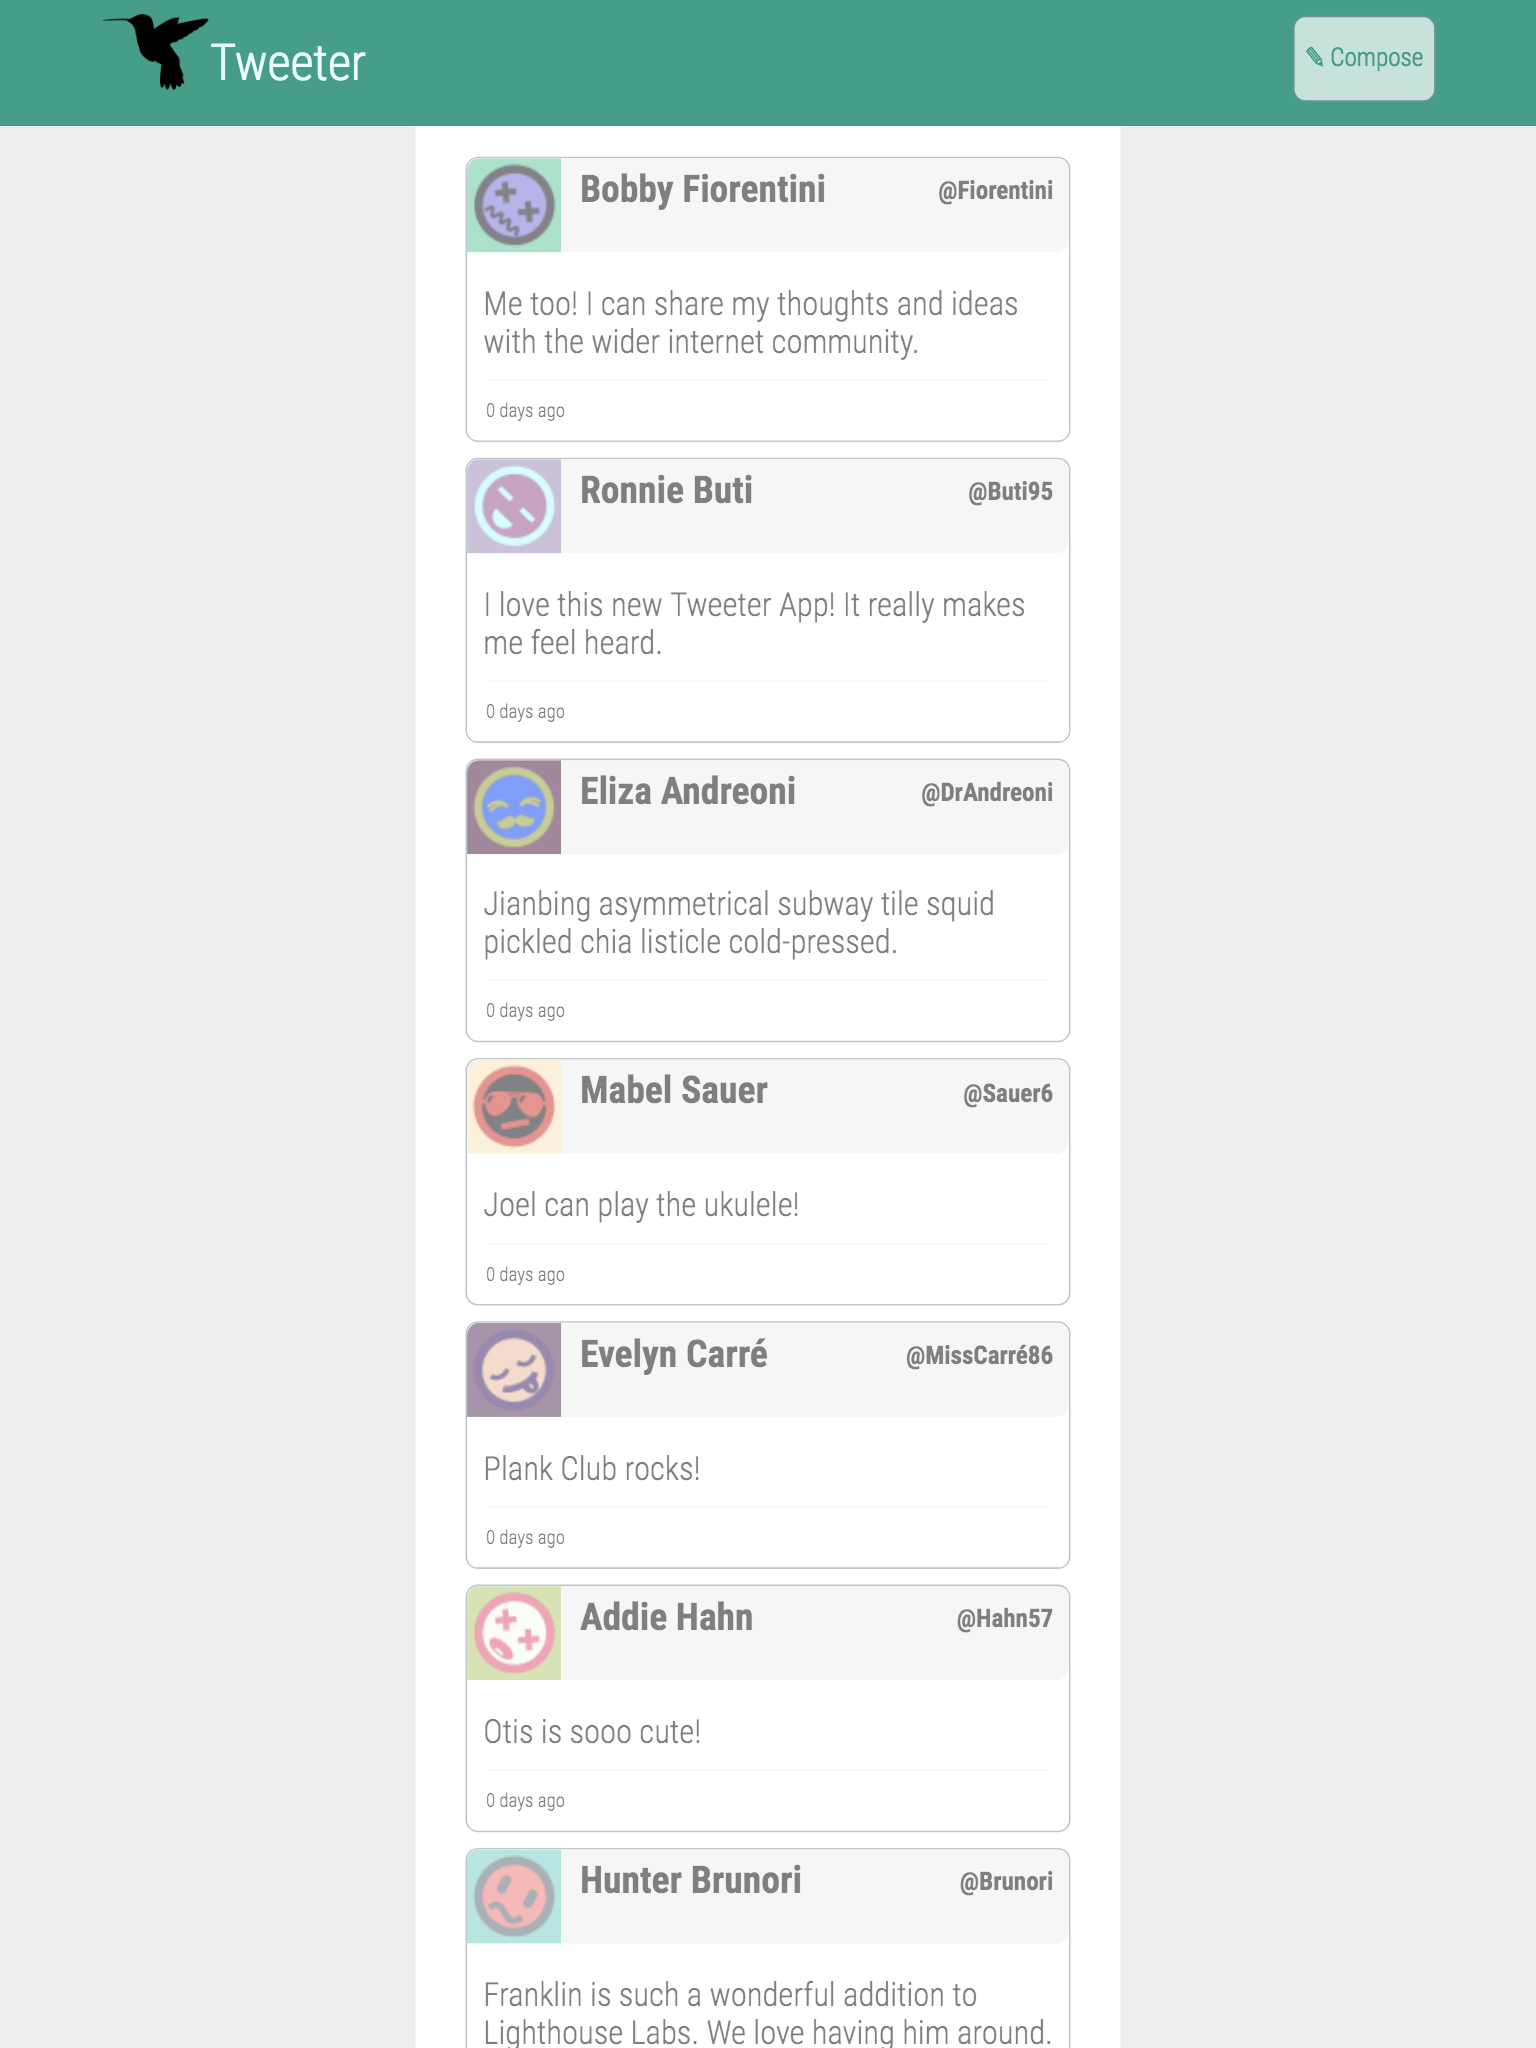 Tweeter
✎ Compose
Bobby Fiorentini
@Fiorentini
Me too! I can share my thoughts and ideas
with the wider internet community.
0 days ago
Ronnie Buti
@Buti95
I love this new Tweeter App! It really makes
me feel heard.
0 days ago
Eliza Andreoni
@DrAndreoni
Jianbing asymmetrical subway tile squid
pickled chia listicle cold-pressed.
0 days ago
Mabel Sauer
@Sauer6
Joel can play the ukulele!
0 days ago
Evelyn Carré
@MissCarré86
Plank Club rocks!
0 days ago
Addie Hahn
@Hahn57
Otis is sooo cute!
0 days ago
Hunter Brunori
@Brunori
Franklin is such a wonderful addition to
Lighthouse Labs. We love having him around.